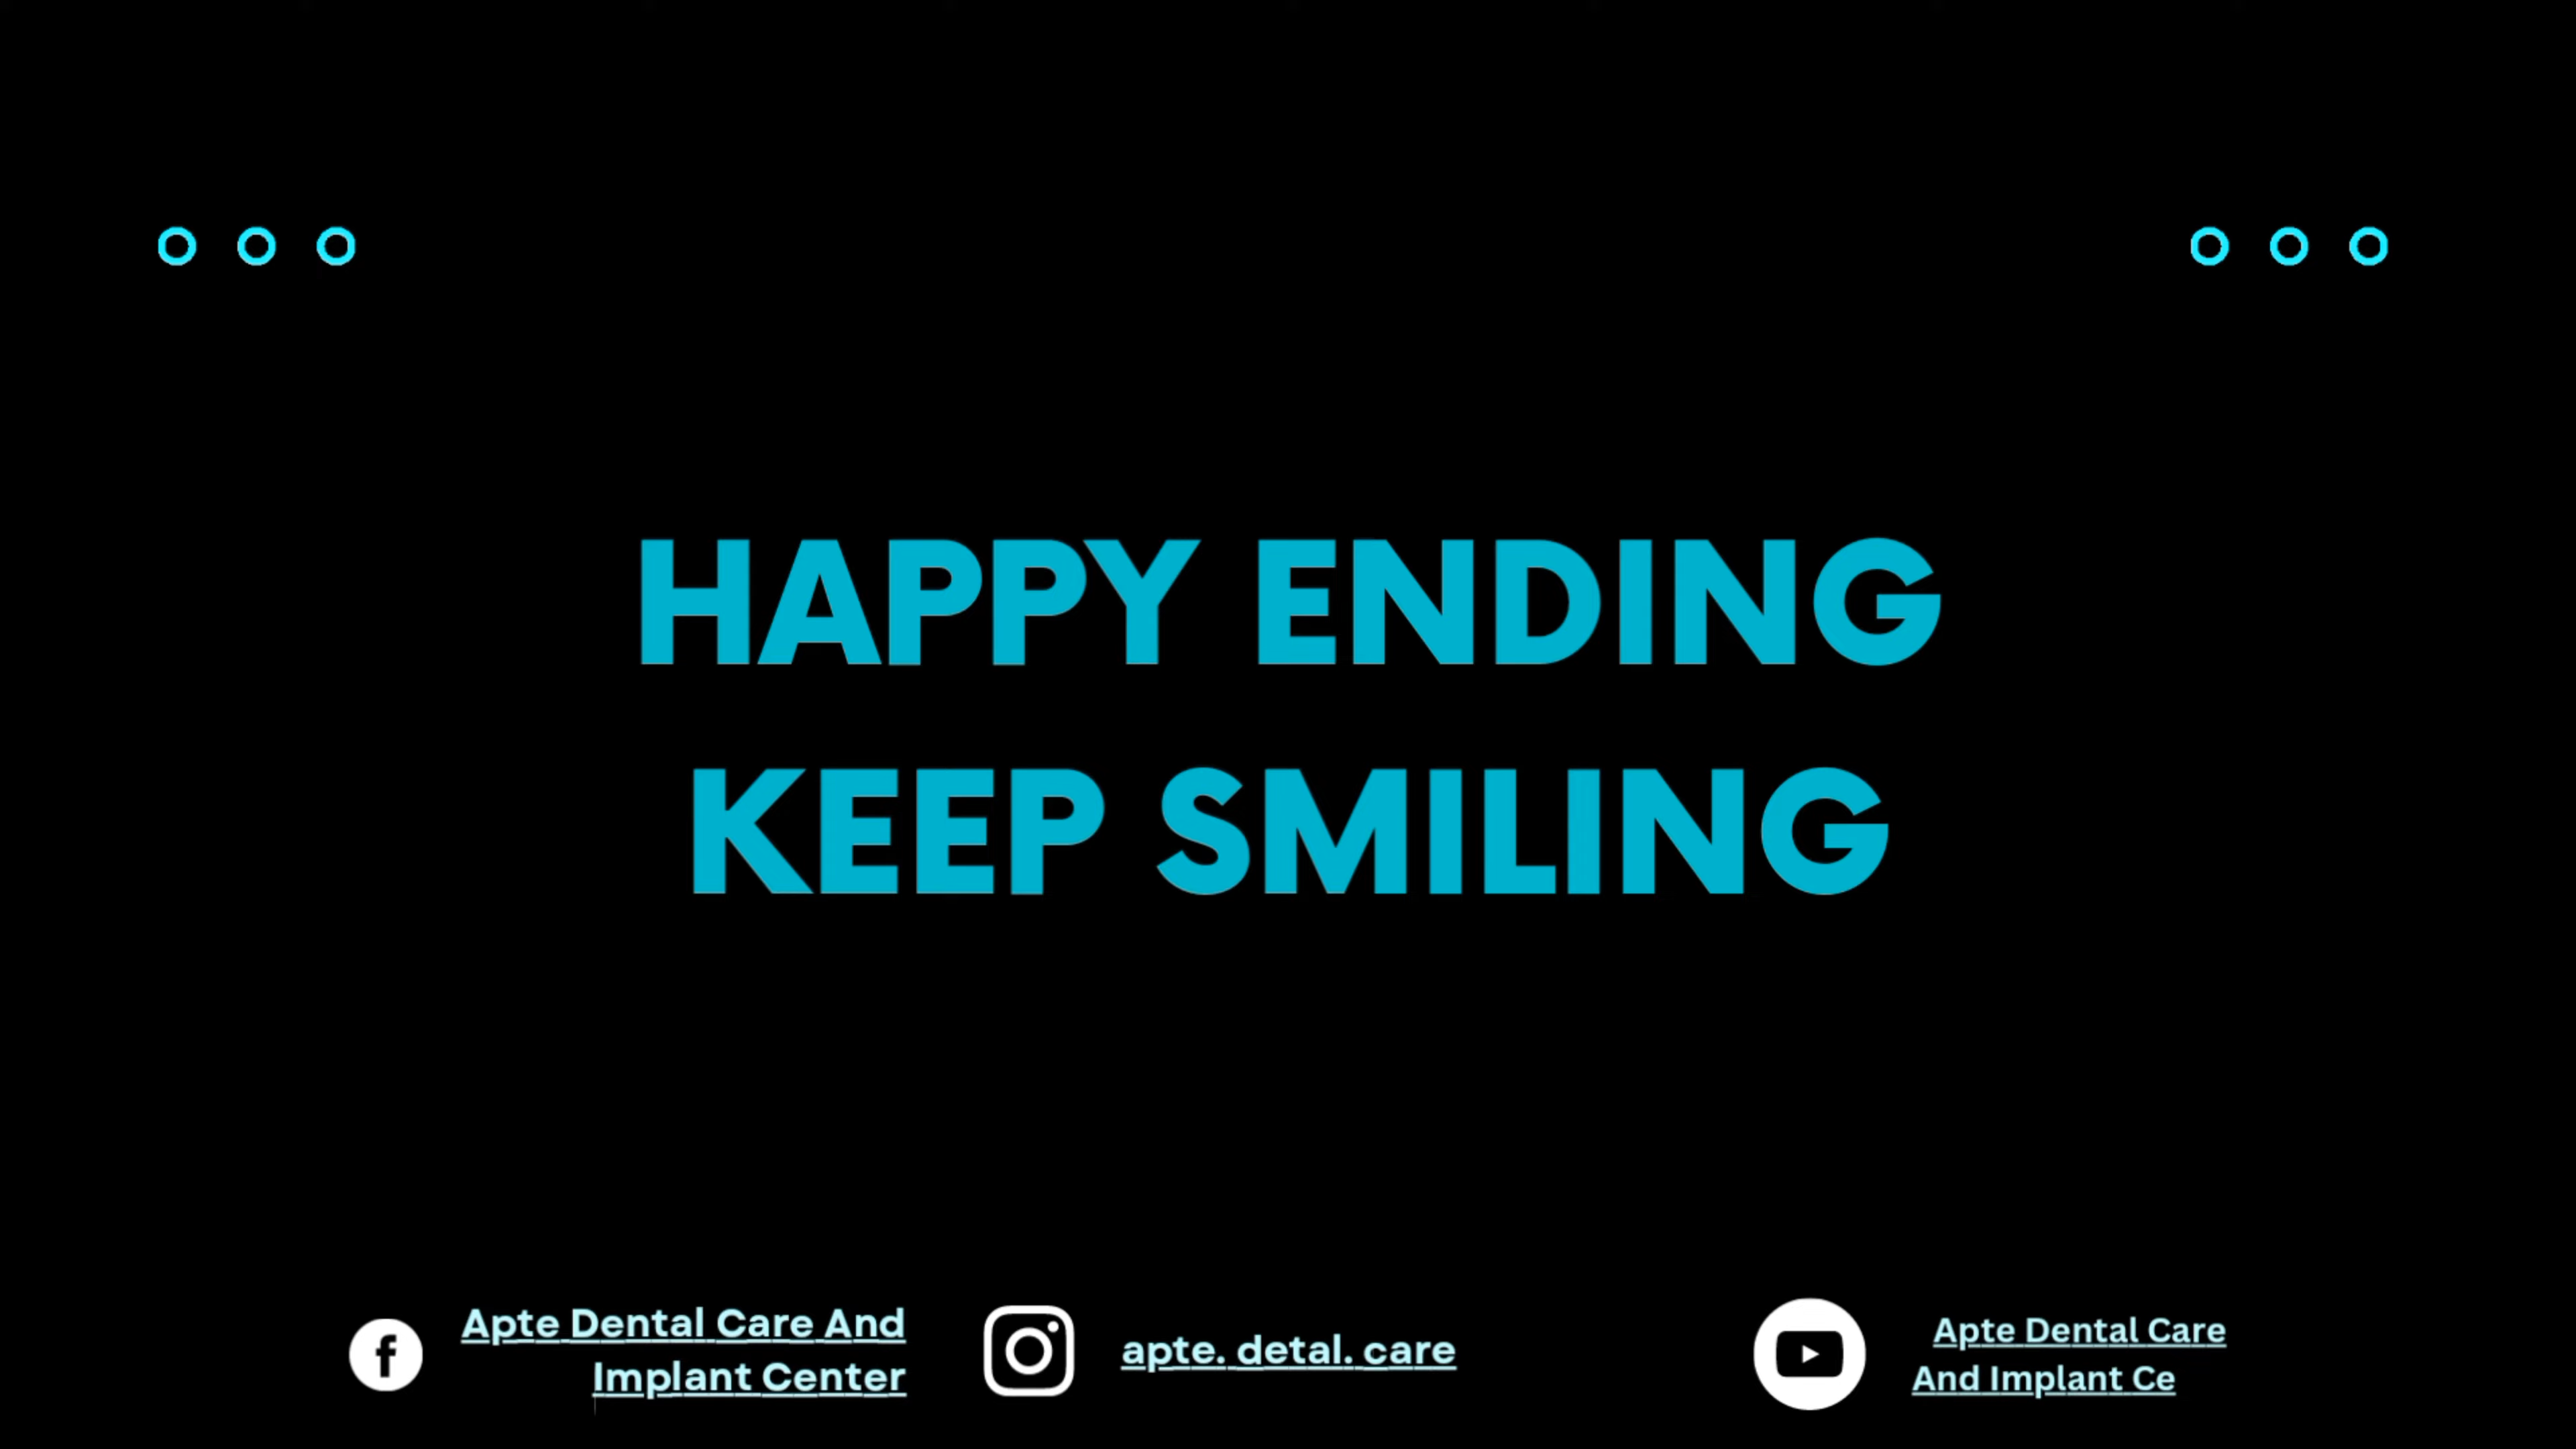 HAPPY ENDING
KEEP SMILING
Apte Dental Care And
Implant Center
apte. detal. care
Apte Dental Care
And Implant Ce